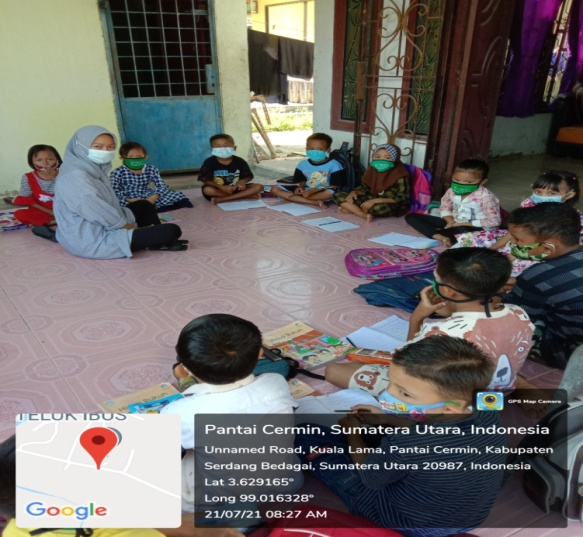 TELUK IBUS
Google
GPS Map Camera
Pantai Cermin, Sumatera Utara, Indonesia
Unnamed Road, Kuala Lama, Pantai Cermin, Kabupaten
Serdang Bedagai, Sumatera Utara 20987, Indonesia
Lat 3.629165°
Long 99.016328°
21/07/21 08:27 AM